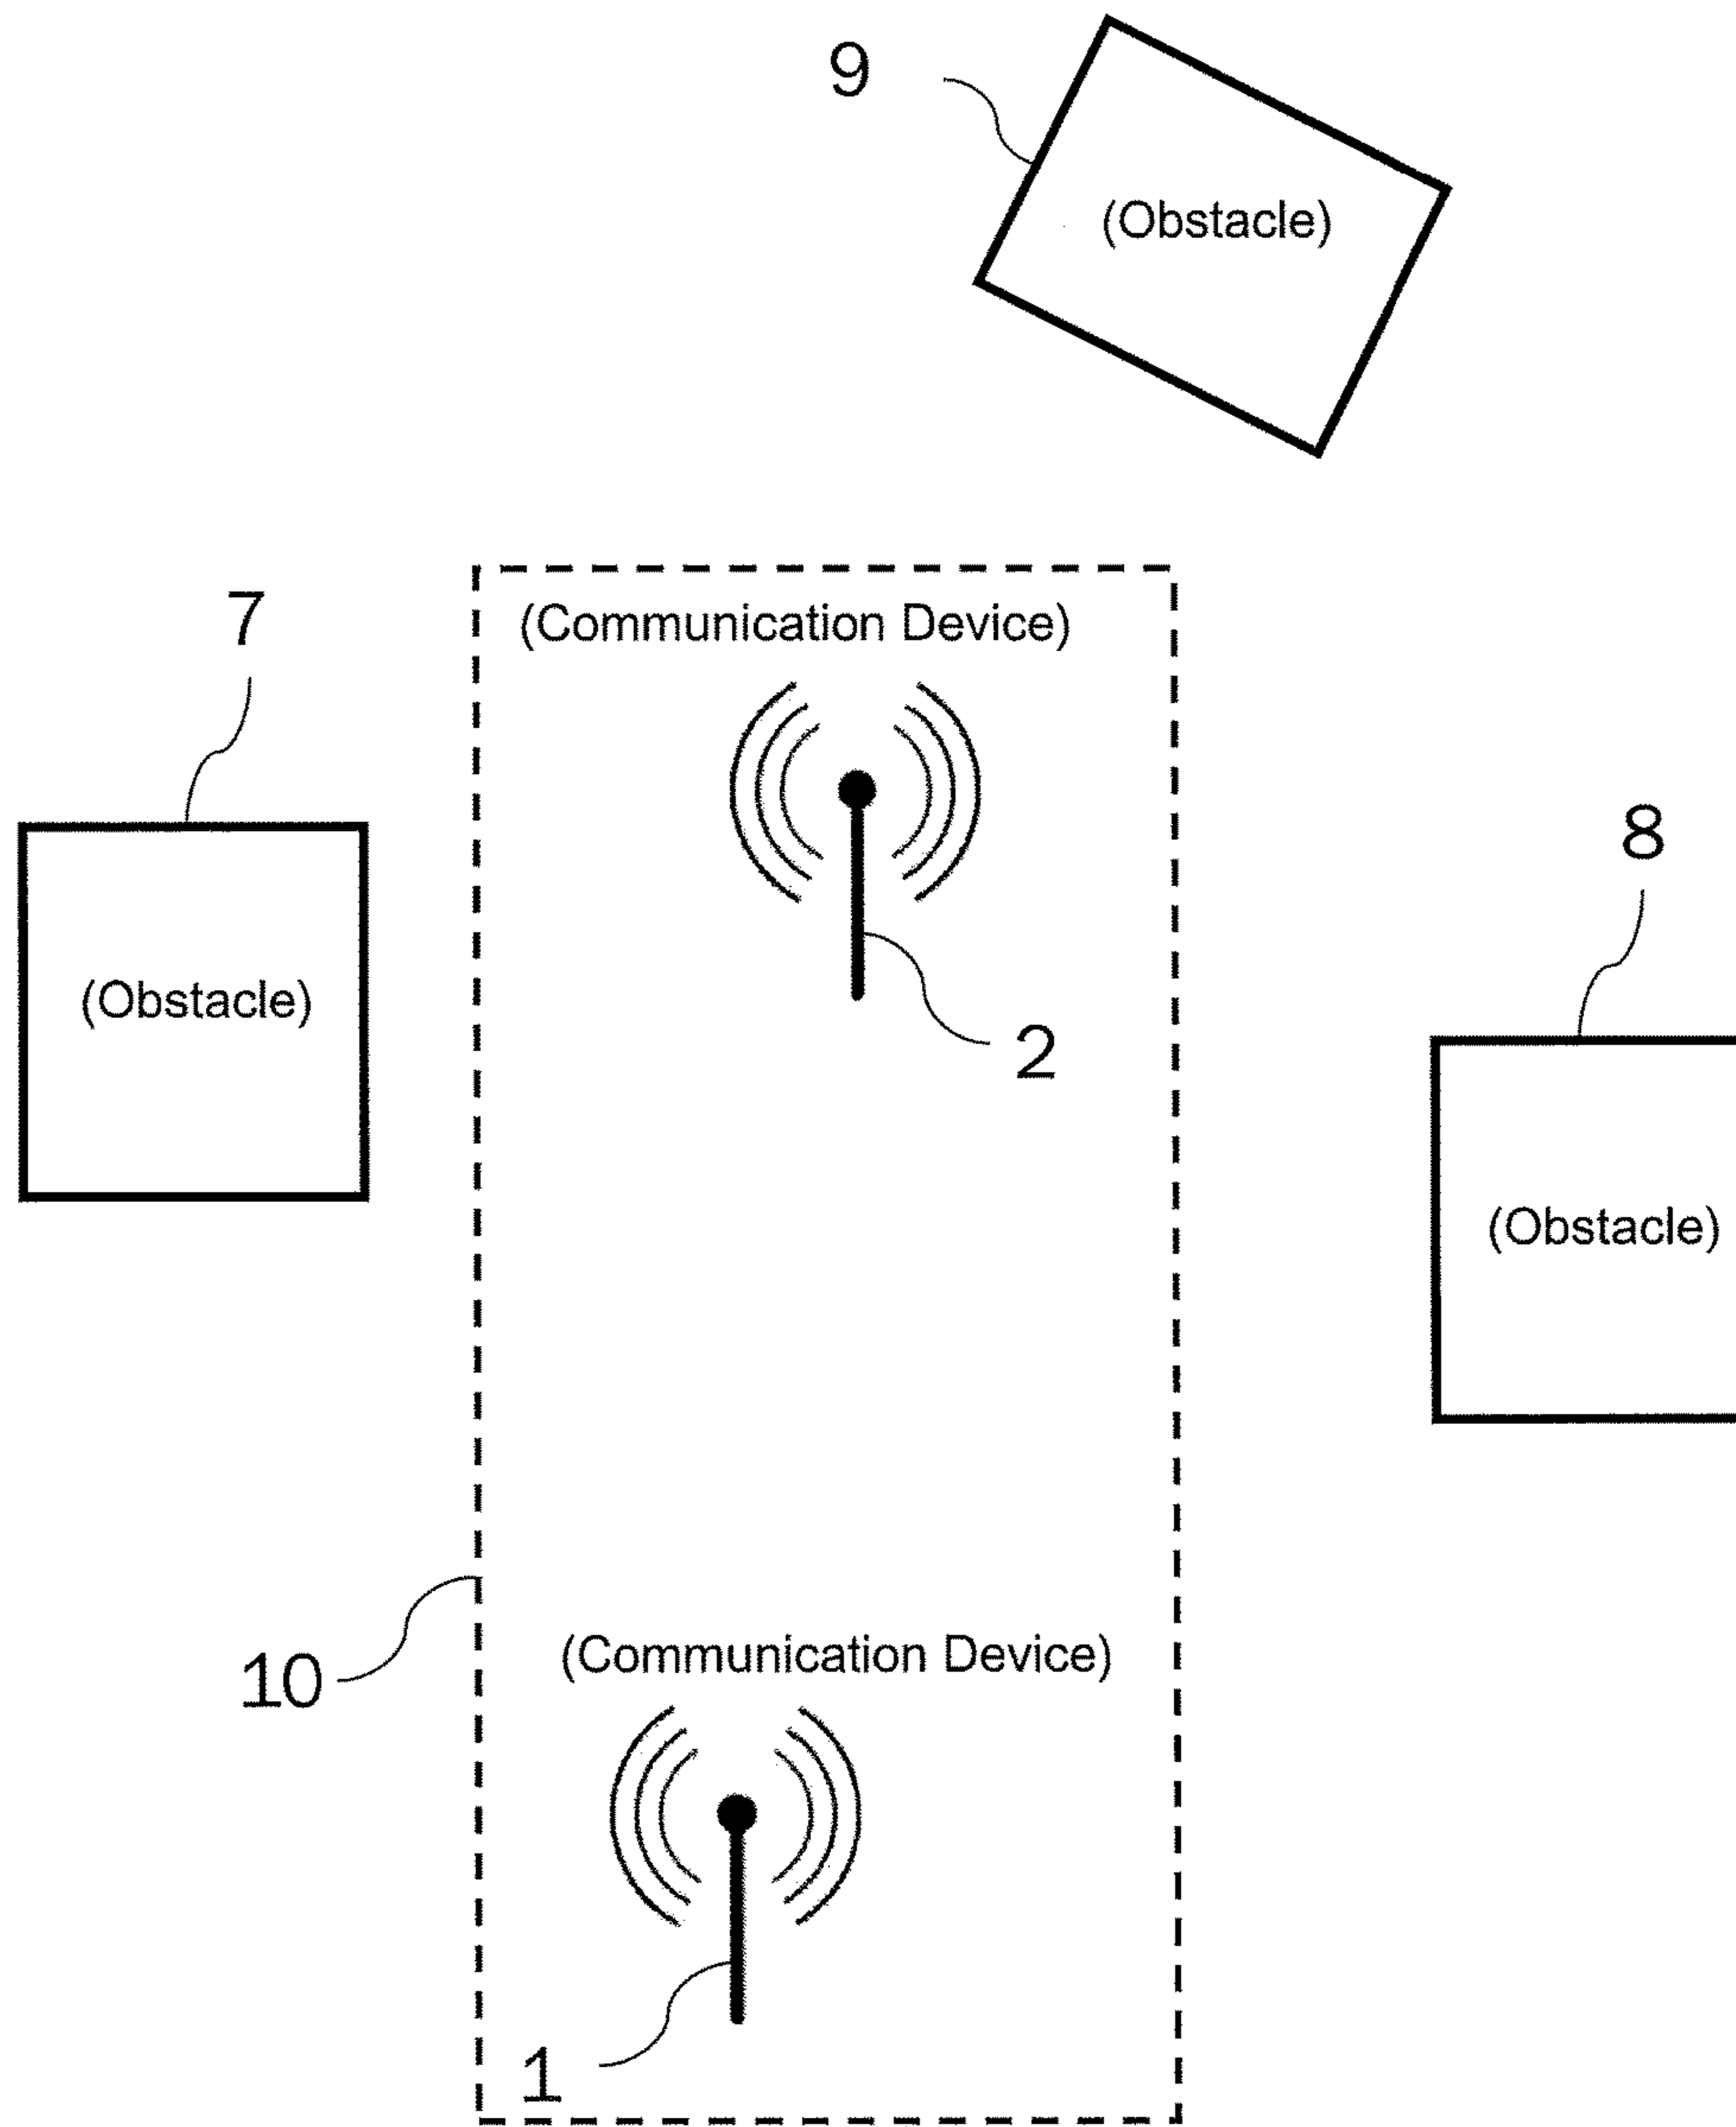 9
(Obstacle)
7
(Communication Device)
8
(Obstacle)
2
(Obstacle)
(Communication Device)
10
1